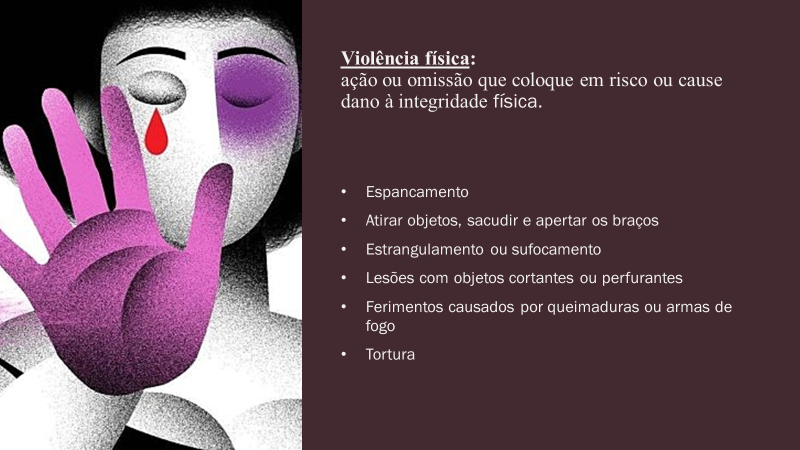 Violência física:
ação ou omissão que coloque em risco ou cause
dano à integridade física.
• Espancamento
• Atirar objetos, sacudir e apertar os braços
• Estrangulamento ou sufocamento
• Lesões com objetos cortantes ou perfurantes
• Ferimentos causados por queimaduras ou armas de
fogo
• Tortura